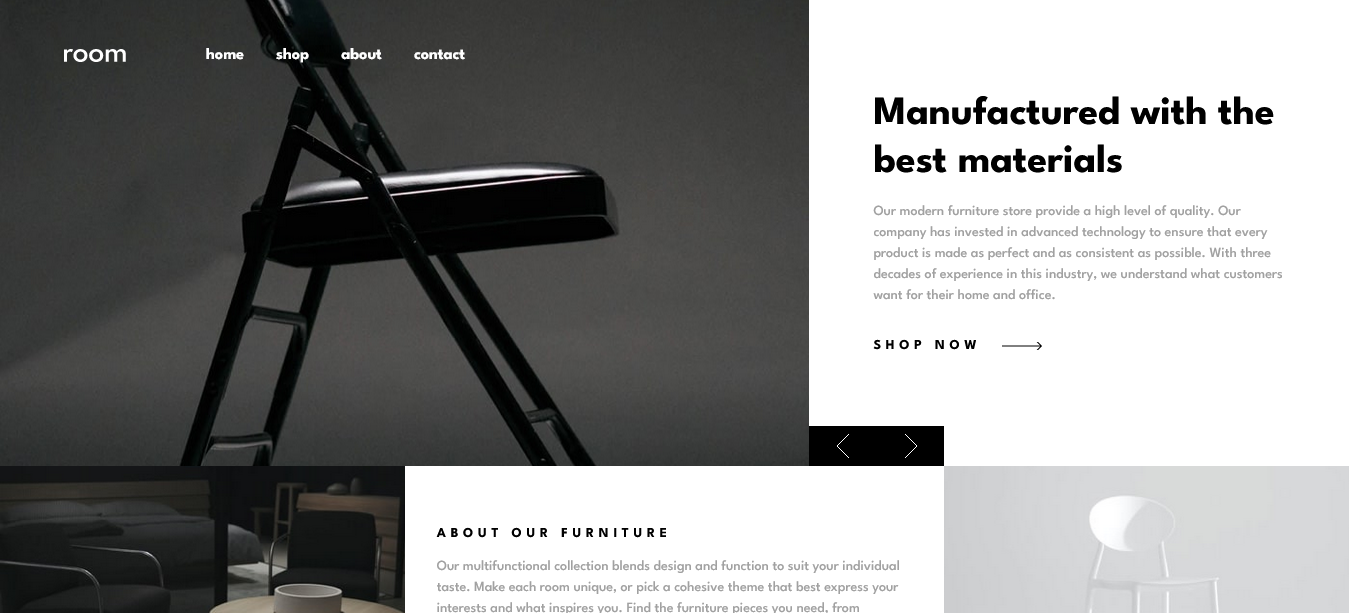 room
home shop about contact
Manufactured with the
best materials
Our modern furniture store provide a high level of quality. Our
company has invested in advanced technology to ensure that every
product is made as perfect and as consistent as possible. With three
decades of experience in this industry, we understand what customers
want for their home and office.
SHOP NOW
ABOUT OUR FURNITURE
Our multifunctional collection blends design and function to suit your individual
taste. Make each room unique, or pick a cohesive theme that best express your
interests and what inspires you. Find the furniture pieces you need, from